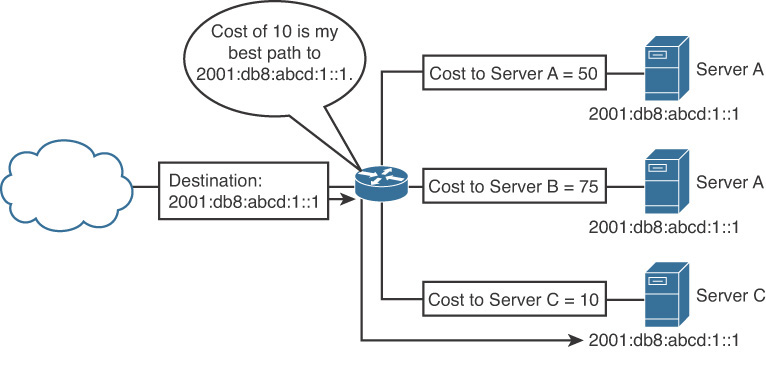 Cost of 10 is my
best path to
2001:db8:abcd:1::1.
Cost to Server A = 50
Server A
2001:db8:abcd:1::1
Destination:
2001:db8:abcd:1::1
Cost to Server B = 75
Server A
2001:db8:abcd:1::1
Cost to Server C = 10
Server C
2001:db8:abcd:1::1